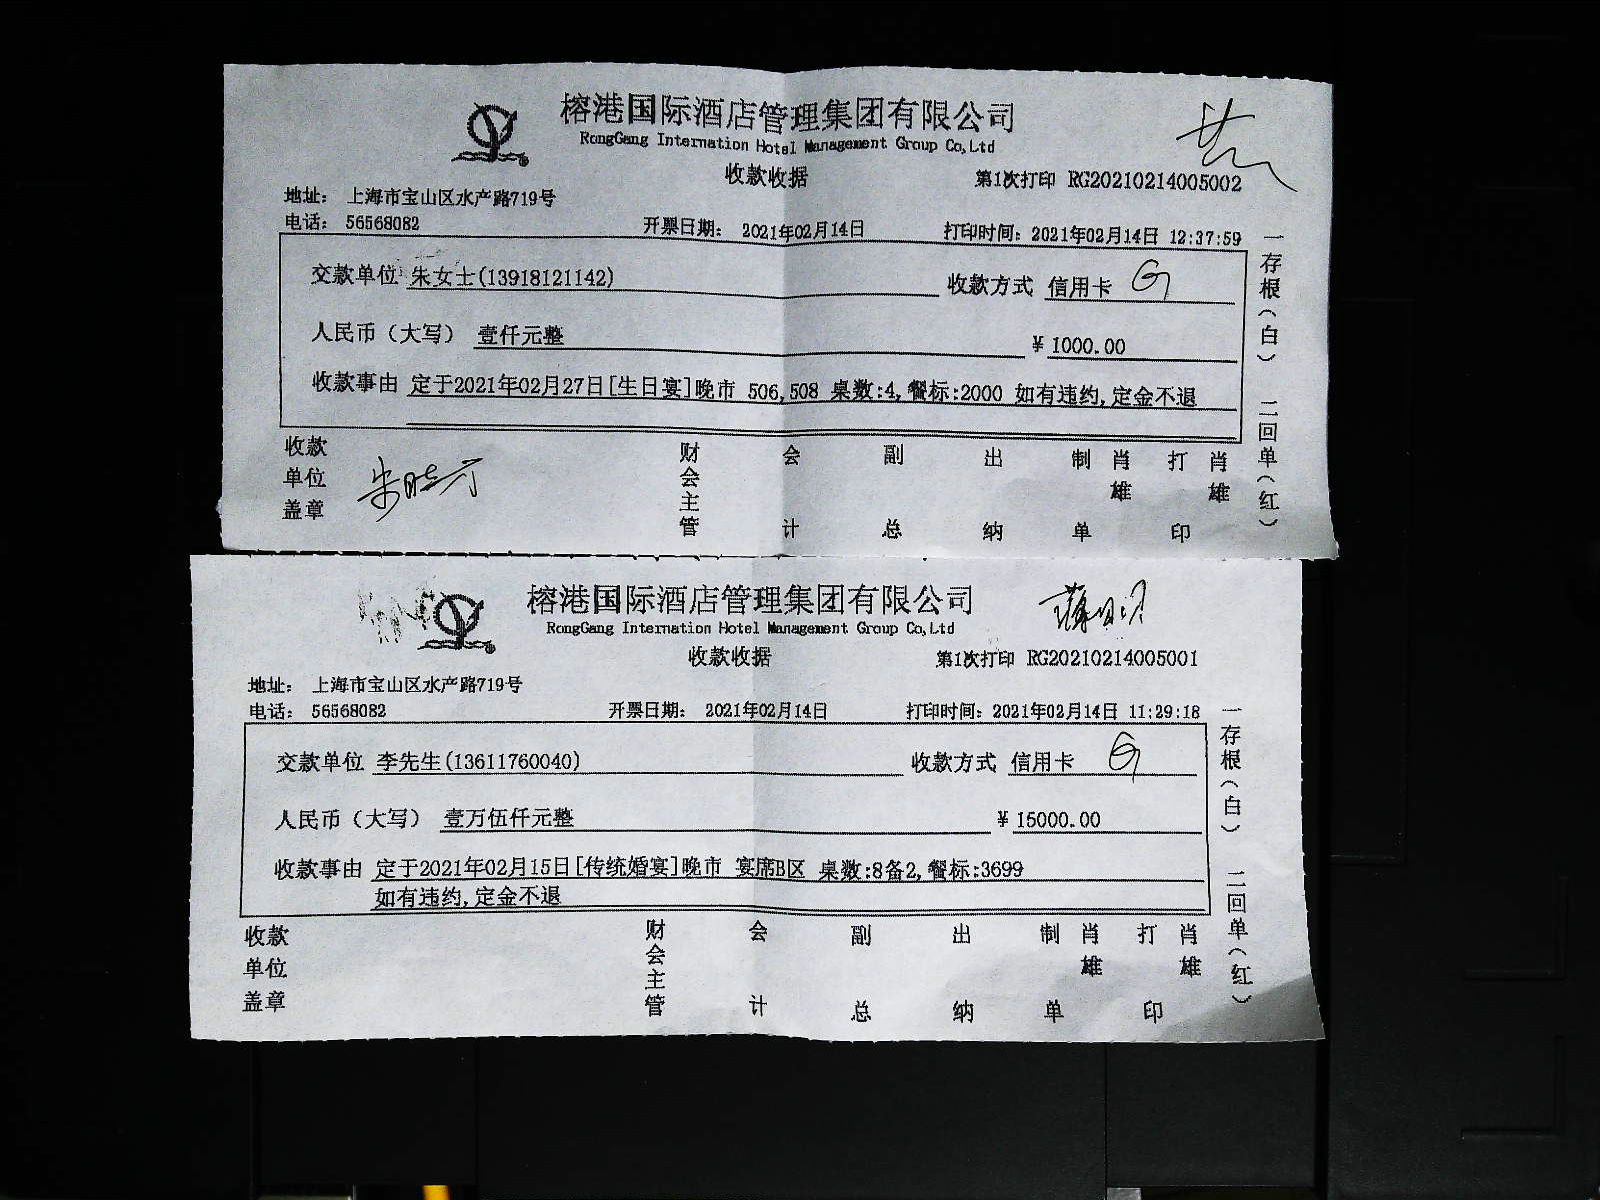 榕港国际酒店管理集团有限公司
RongGang Internation Hotel Management Group Co,Ltd
收款收据
第1次打印 RG20210214005002
地址： 上海市宝山区水产路719号
电话： 56568082 开票日期： 2021年02月14日 打印时间：2021年02月14日 12:37:59
交款单位 朱女士(13918121142) 收款方式 信用卡
人民币（大写） 壹仟元整 ¥ 1000.00
收款事由 定于2021年02月27日[生日宴]晚市 506,508 桌数:4,餐标:2000 如有违约,定金不退
收款单位盖章 财会主管 会计 副总 出纳 制单 肖雄 打印 肖雄
一存根（白） 二回单（红）
榕港国际酒店管理集团有限公司
RongGang Internation Hotel Management Group Co,Ltd
收款收据
第1次打印 RG20210214005001
地址： 上海市宝山区水产路719号
电话： 56568082 开票日期： 2021年02月14日 打印时间：2021年02月14日 11:29:18
交款单位 李先生(13611760040) 收款方式 信用卡
人民币（大写） 壹万伍仟元整 ¥ 15000.00
收款事由 定于2021年02月15日[传统婚宴]晚市 宴席B区 桌数:8备2,餐标:3699
如有违约,定金不退
收款单位盖章 财会主管 会计 副总 出纳 制单 肖雄 打印 肖雄
一存根（白） 二回单（红）